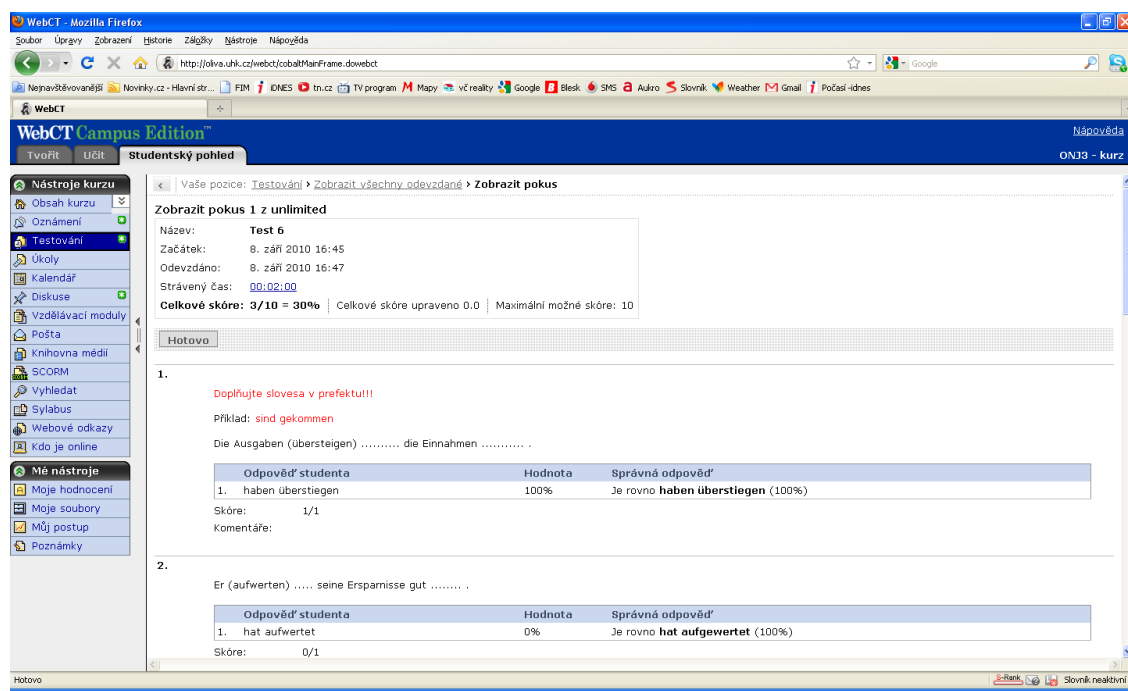 WebCT - Mozilla Firefox
Soubor Úpravy Zobrazení Historie Záložky Nástroje Nápověda
http://oliva.uhk.cz/webct/cobaltMainFrame.dowebct
Google
Nejnavštěvovanější Novinky.cz - Hlavní str... FIM iDNES tn.cz TV program Mapy vč reality Google Blesk SMS Aukro Slovník Weather Gmail Počasí -idnes
WebCT
WebCT Campus Edition™ Nápověda
Tvořit Učit Studentský pohled ONJ3 - kurz
Nástroje kurzu
Obsah kurzu
Oznámení
Testování
Úkoly
Kalendář
Diskuse
Vzdělávací moduly
Pošta
Knihovna médií
SCORM
Vyhledat
Sylabus
Webové odkazy
Kdo je online
Mé nástroje
Moje hodnocení
Moje soubory
Můj postup
Poznámky
Vaše pozice: Testování › Zobrazit všechny odevzdané › Zobrazit pokus
Zobrazit pokus 1 z unlimited
Název: Test 6
Začátek: 8. září 2010 16:45
Odevzdáno: 8. září 2010 16:47
Strávený čas: 00:02:00
Celkové skóre: 3/10 = 30% Celkové skóre upraveno 0.0 Maximální možné skóre: 10
Hotovo
1.
Doplňujte slovesa v prefektu!!!
Příklad: sind gekommen
Die Ausgaben (übersteigen) .......... die Einnahmen ........... .
Odpověď studenta Hodnota Správná odpověď
1. haben überstiegen 100% Je rovno haben überstiegen (100%)
Skóre: 1/1
Komentáře:
2.
Er (aufwerten) ..... seine Ersparnisse gut ........ .
Odpověď studenta Hodnota Správná odpověď
1. hat aufwertet 0% Je rovno hat aufgewertet (100%)
Skóre: 0/1
Hotovo S-Rank Slovník neaktivní